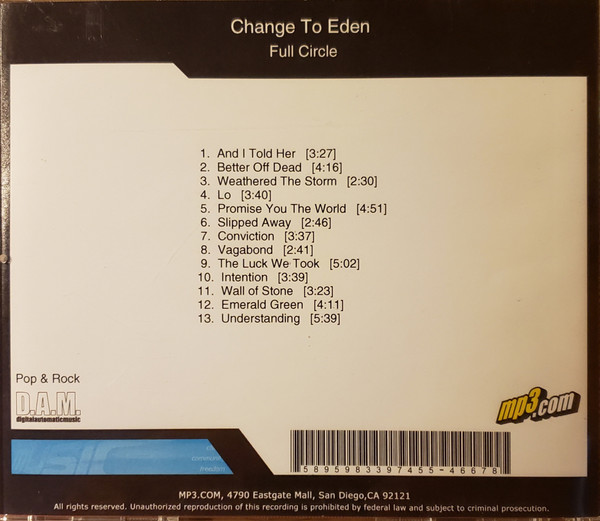 Change To Eden
Full Circle
1. And I Told Her [3:27]
2. Better Off Dead [4:16]
3. Weathered The Storm [2:30]
4. Lo [3:40]
5. Promise You The World [4:51]
6. Slipped Away [2:46]
7. Conviction [3:37]
8. Vagabond [2:41]
9. The Luck We Took [5:02]
10. Intention [3:39]
11. Wall of Stone [3:23]
12. Emerald Green [4:11]
13. Understanding [5:39]
Pop & Rock
D.A.M.
digitalautomaticmusic
mp3.com
freedom
5895983397455-46678
MP3.COM, 4790 Eastgate Mall, San Diego,CA 92121
All rights reserved. Unauthorized reproduction of this recording is prohibited by federal law and subject to criminal prosecution.